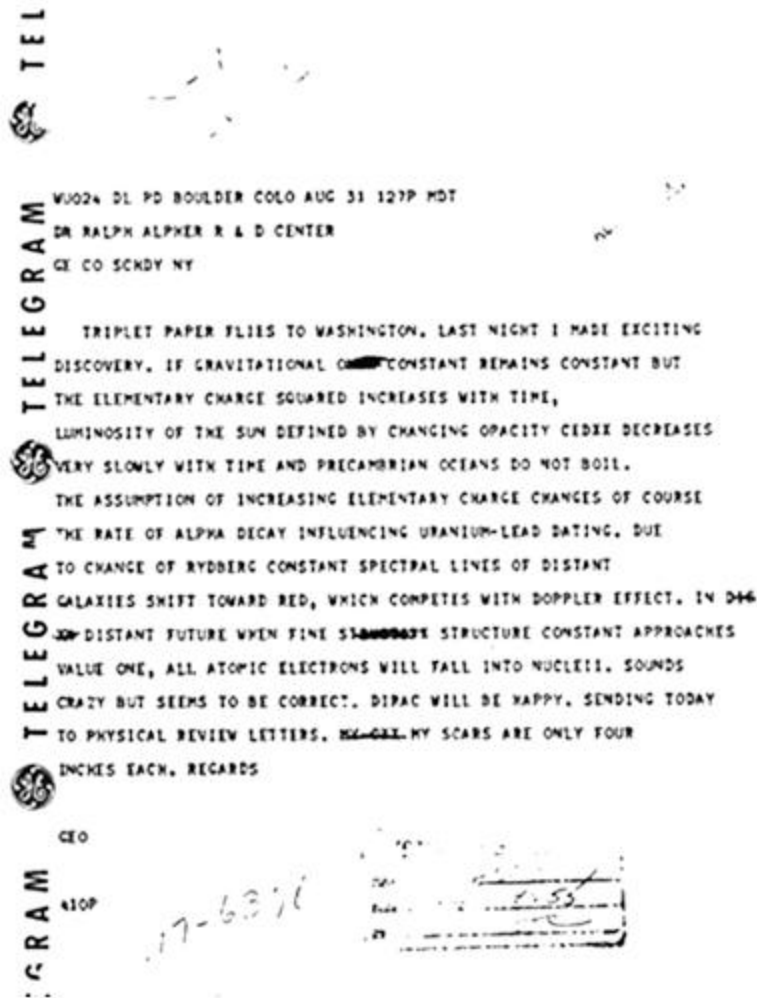 TEL
TELEGRAM
TELEGRAM
GRAM
WU024 DL PD BOULDER COLO AUG 31 127P MDT
DR RALPH ALPHER R & D CENTER
GE CO SCHDY NY
TRIPLET PAPER FLIES TO WASHINGTON. LAST NIGHT I MADE EXCITING
DISCOVERY. IF GRAVITATIONAL CONSTANT REMAINS CONSTANT BUT
THE ELEMENTARY CHARGE SQUARED INCREASES WITH TIME,
LUMINOSITY OF THE SUN DEFINED BY CHANGING OPACITY CEDXX DECREASES
VERY SLOWLY WITH TIME AND PRECAMBRIAN OCEANS DO NOT BOIL.
THE ASSUMPTION OF INCREASING ELEMENTARY CHARGE CHANGES OF COURSE
THE RATE OF ALPHA DECAY INFLUENCING URANIUM-LEAD DATING. DUE
TO CHANGE OF RYDBERG CONSTANT SPECTRAL LINES OF DISTANT
GALAXIES SHIFT TOWARD RED, WHICH COMPETES WITH DOPPLER EFFECT. IN
DISTANT FUTURE WHEN FINE STRUCTURE CONSTANT APPROACHES
VALUE ONE, ALL ATOMIC ELECTRONS WILL FALL INTO NUCLEII. SOUNDS
CRAZY BUT SEEMS TO BE CORRECT. DIRAC WILL BE HAPPY. SENDING TODAY
TO PHYSICAL REVIEW LETTERS. MY SCARS ARE ONLY FOUR
INCHES EACH. REGARDS
GEO
410P